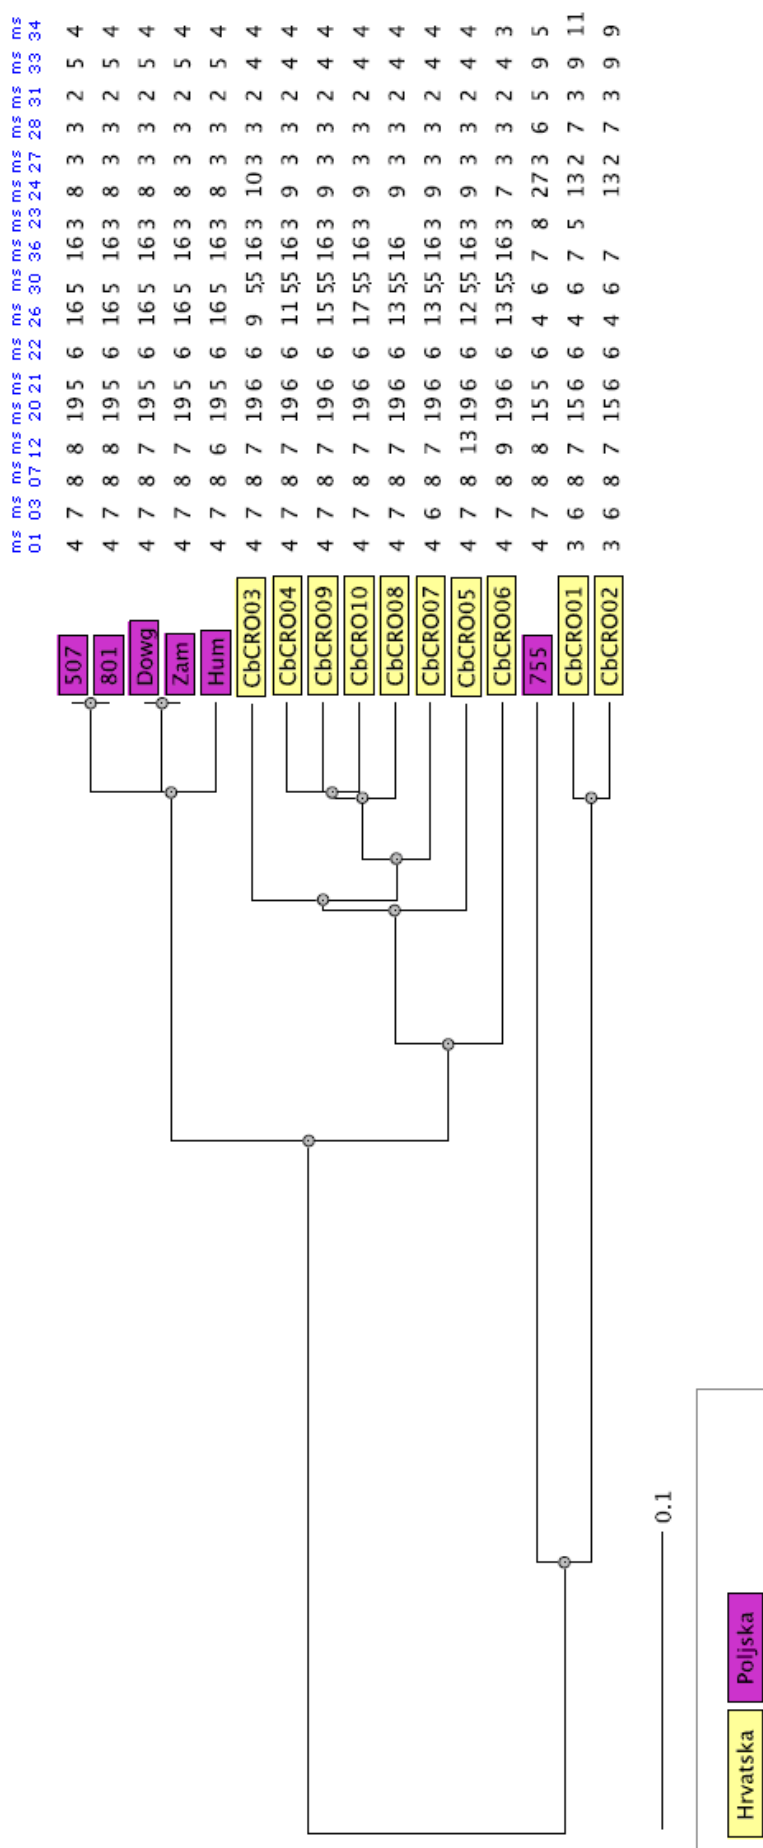 ms ms ms ms ms ms ms ms ms ms ms ms ms ms ms ms ms
01 03 07 12 20 21 22 26 30 36 23 24 27 28 31 33 34
507 4 7 8 8 19 5 6 16 5 16 3 8 3 3 2 5 4
801 4 7 8 8 19 5 6 16 5 16 3 8 3 3 2 5 4
Dowg 4 7 8 7 19 5 6 16 5 16 3 8 3 3 2 5 4
Zam 4 7 8 7 19 5 6 16 5 16 3 8 3 3 2 5 4
Hum 4 7 8 6 19 5 6 16 5 16 3 8 3 3 2 5 4
CbCRO03 4 7 8 7 19 6 6 9 5,5 16 3 10 3 3 2 4 4
CbCRO04 4 7 8 7 19 6 6 11 5,5 16 3 9 3 3 2 4 4
CbCRO09 4 7 8 7 19 6 6 15 5,5 16 3 9 3 3 2 4 4
CbCRO10 4 7 8 7 19 6 6 17 5,5 16 3 9 3 3 2 4 4
CbCRO08 4 7 8 7 19 6 6 13 5,5 16 9 3 3 2 4 4
CbCRO07 4 6 8 7 19 6 6 13 5,5 16 3 9 3 3 2 4 4
CbCRO05 4 7 8 13 19 6 6 12 5,5 16 3 9 3 3 2 4 4
CbCRO06 4 7 8 9 19 6 6 13 5,5 16 3 7 3 3 2 4 3
755 4 7 8 8 15 5 6 4 6 7 8 27 3 6 5 9 5
CbCRO01 3 6 8 7 15 6 6 4 6 7 5 13 2 7 3 9 11
CbCRO02 3 6 8 7 15 6 6 4 6 7 13 2 7 3 9 9
0.1
Hrvatska Poljska